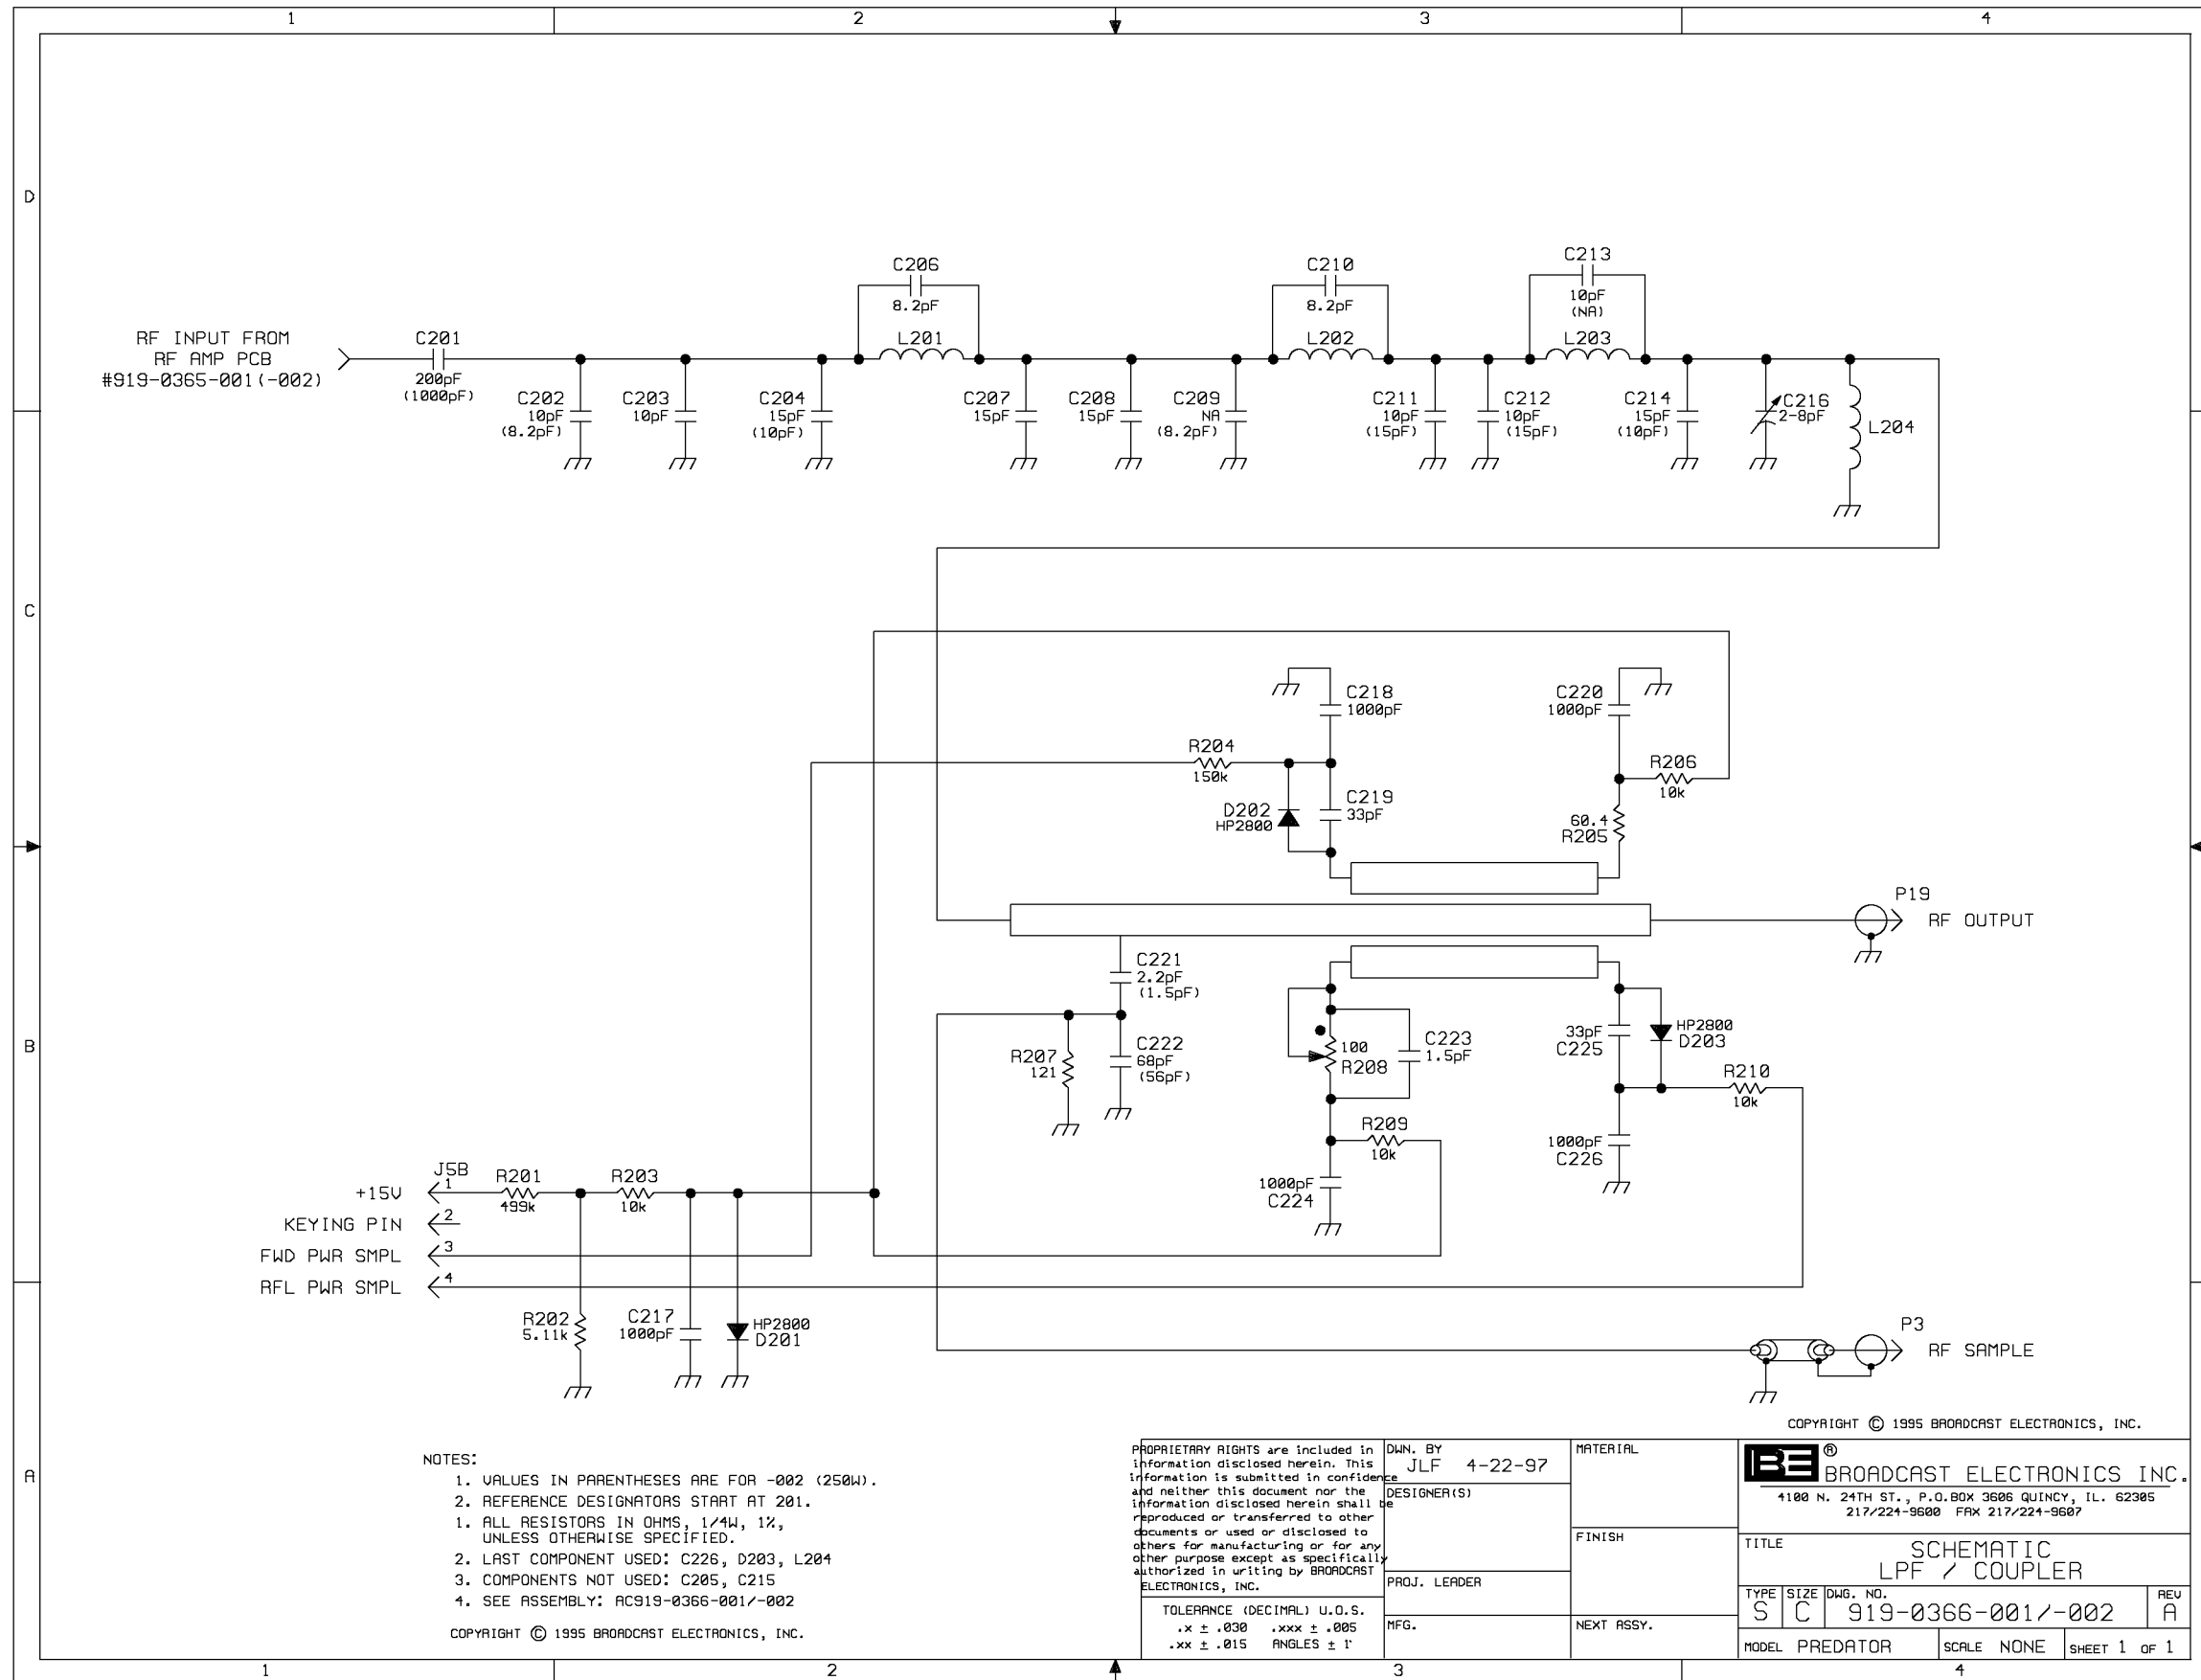 1 2 3 4
D
C
B
A
RF INPUT FROM
RF AMP PCB
#919-0365-001(-002)
C201
200pF
(1000pF)
C202
10pF
(8.2pF)
C203
10pF
C204
15pF
(10pF)
C206
8.2pF
L201
C207
15pF
C208
15pF
C209
NA
(8.2pF)
C210
8.2pF
L202
C211
10pF
(15pF)
C212
10pF
(15pF)
C213
10pF
(NA)
L203
C214
15pF
(10pF)
C216
2-8pF
L204
C218
1000pF
C220
1000pF
R204
150k
R206
10k
D202
HP2800
C219
33pF
60.4
R205
P19
RF OUTPUT
C221
2.2pF
(1.5pF)
R207
121
C222
68pF
(56pF)
100
R208
C223
1.5pF
33pF
C225
HP2800
D203
R210
10k
R209
10k
1000pF
C224
1000pF
C226
J5B
+15V
1
R201
499k
R203
10k
KEYING PIN
2
FWD PWR SMPL
3
RFL PWR SMPL
4
R202
5.11k
C217
1000pF
HP2800
D201
P3
RF SAMPLE
NOTES:
1. VALUES IN PARENTHESES ARE FOR -002 (250W).
2. REFERENCE DESIGNATORS START AT 201.
1. ALL RESISTORS IN OHMS, 1/4W, 1%,
UNLESS OTHERWISE SPECIFIED.
2. LAST COMPONENT USED: C226, D203, L204
3. COMPONENTS NOT USED: C205, C215
4. SEE ASSEMBLY: AC919-0366-001/-002
COPYRIGHT © 1995 BROADCAST ELECTRONICS, INC.
COPYRIGHT © 1995 BROADCAST ELECTRONICS, INC.
PROPRIETARY RIGHTS are included in
information disclosed herein. This
information is submitted in confidence
and neither this document nor the
information disclosed herein shall be
reproduced or transferred to other
documents or used or disclosed to
others for manufacturing or for any
other purpose except as specifically
authorized in writing by BROADCAST
ELECTRONICS, INC.
TOLERANCE (DECIMAL) U.O.S.
.x ± .030 .xxx ± .005
.xx ± .015 ANGLES ± 1°
DWN. BY
JLF 4-22-97
DESIGNER(S)
PROJ. LEADER
MFG.
MATERIAL
FINISH
NEXT ASSY.
BE ®
BROADCAST ELECTRONICS INC.
4100 N. 24TH ST., P.O.BOX 3606 QUINCY, IL. 62305
217/224-9600 FAX 217/224-9607
TITLE
SCHEMATIC
LPF / COUPLER
TYPE SIZE DWG. NO. REV
S C 919-0366-001/-002 A
MODEL PREDATOR SCALE NONE SHEET 1 OF 1
1 2 3 4